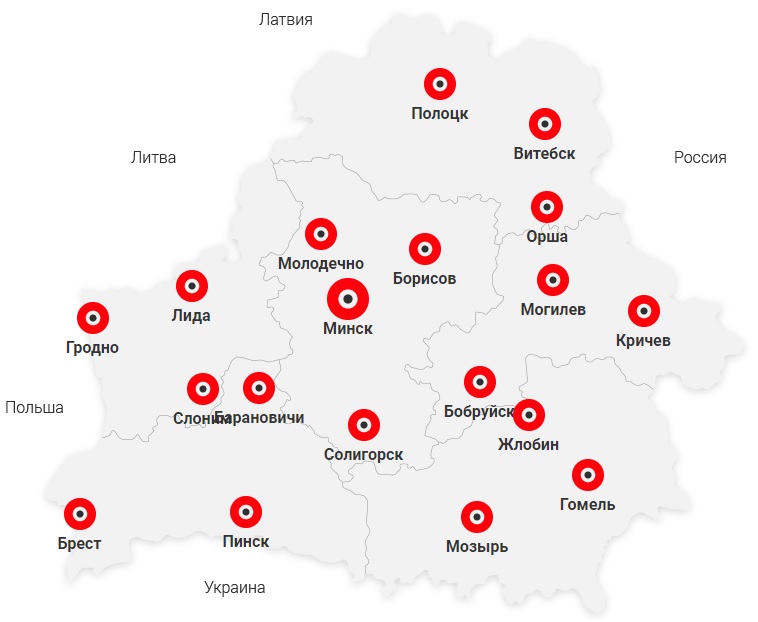 Латвия
Полоцк
Витебск
Литва
Россия
Орша
Молодечно
Борисов
Могилев
Лида
Минск
Кричев
Гродно
Польша
Слоним
Барановичи
Бобруйск
Жлобин
Солигорск
Гомель
Брест
Пинск
Мозырь
Украина